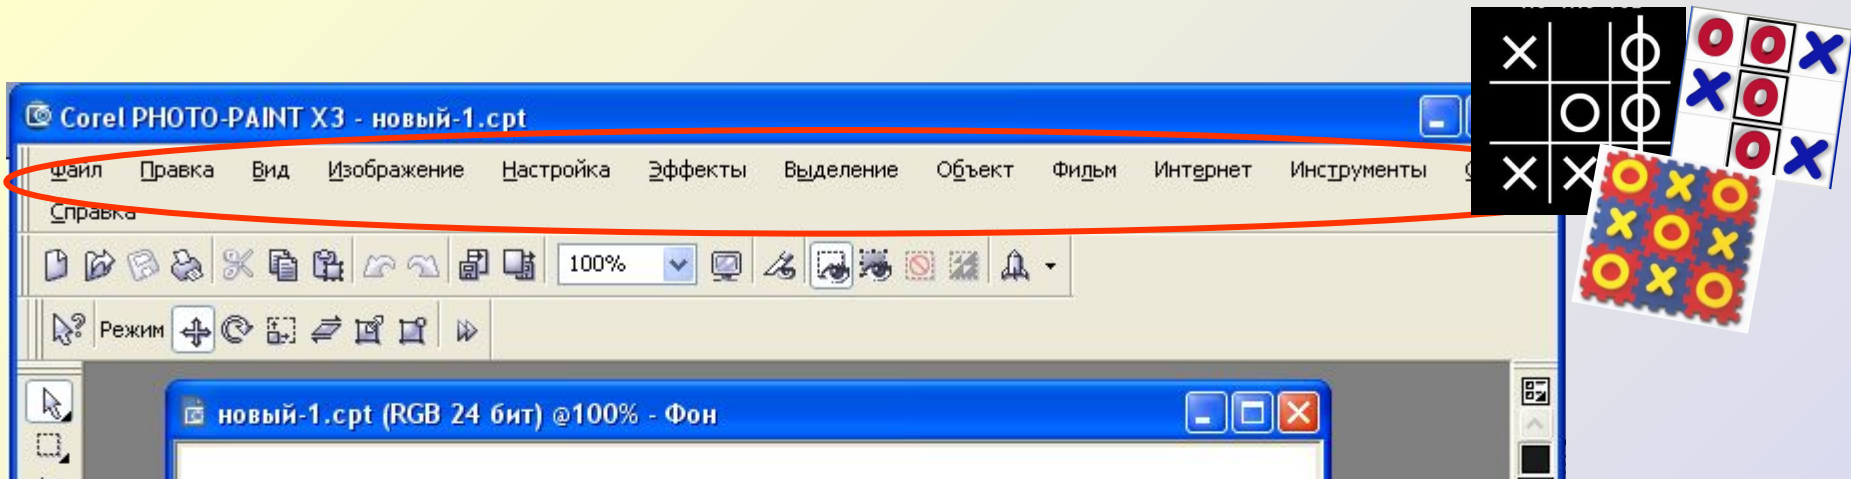 Corel PHOTO-PAINT X3 - новый-1.cpt
Файл Правка Вид Изображение Настройка Эффекты Выделение Объект Фильм Интернет Инструменты
Справка
100%
Режим
новый-1.cpt (RGB 24 бит) @100% - Фон